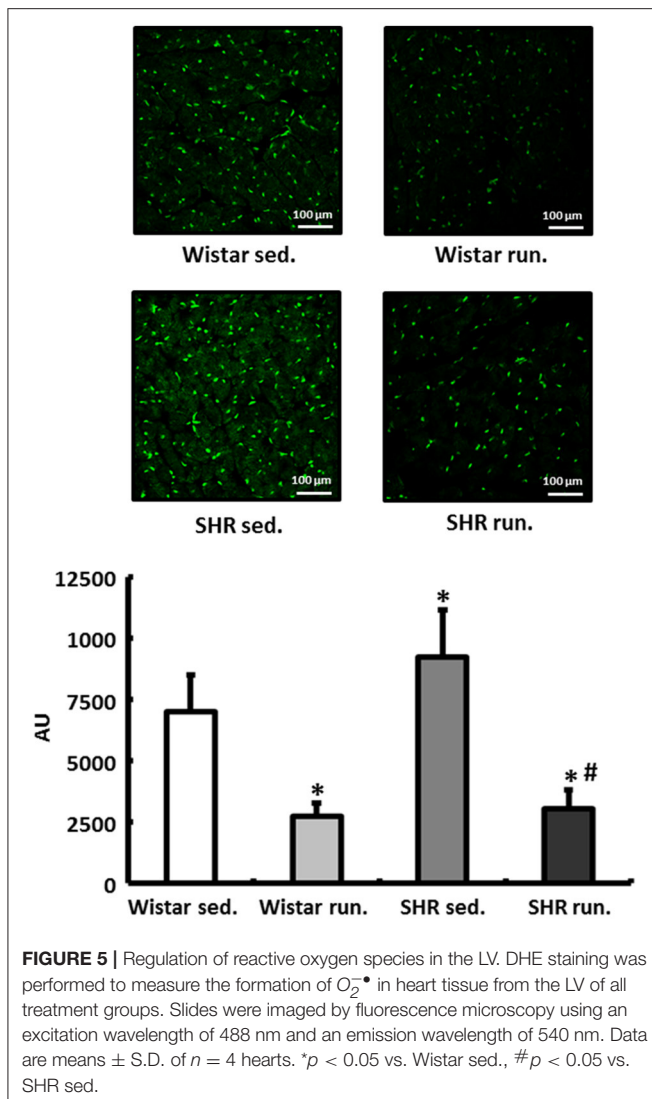 100 µm
100 µm
Wistar sed.
Wistar run.
100 µm
100 µm
SHR sed.
SHR run.
12500
1000
7500
5000
2500
0
AU
*
*
* #
Wistar sed.
Wistar run.
SHR sed.
SHR run.
FIGURE 5 | Regulation of reactive oxygen species in the LV. DHE staining was
performed to measure the formation of O₂⁻• in heart tissue from the LV of all
treatment groups. Slides were imaged by fluorescence microscopy using an
excitation wavelength of 488 nm and an emission wavelength of 540 nm. Data
are means ± S.D. of n = 4 hearts. *p < 0.05 vs. Wistar sed., #p < 0.05 vs.
SHR sed.